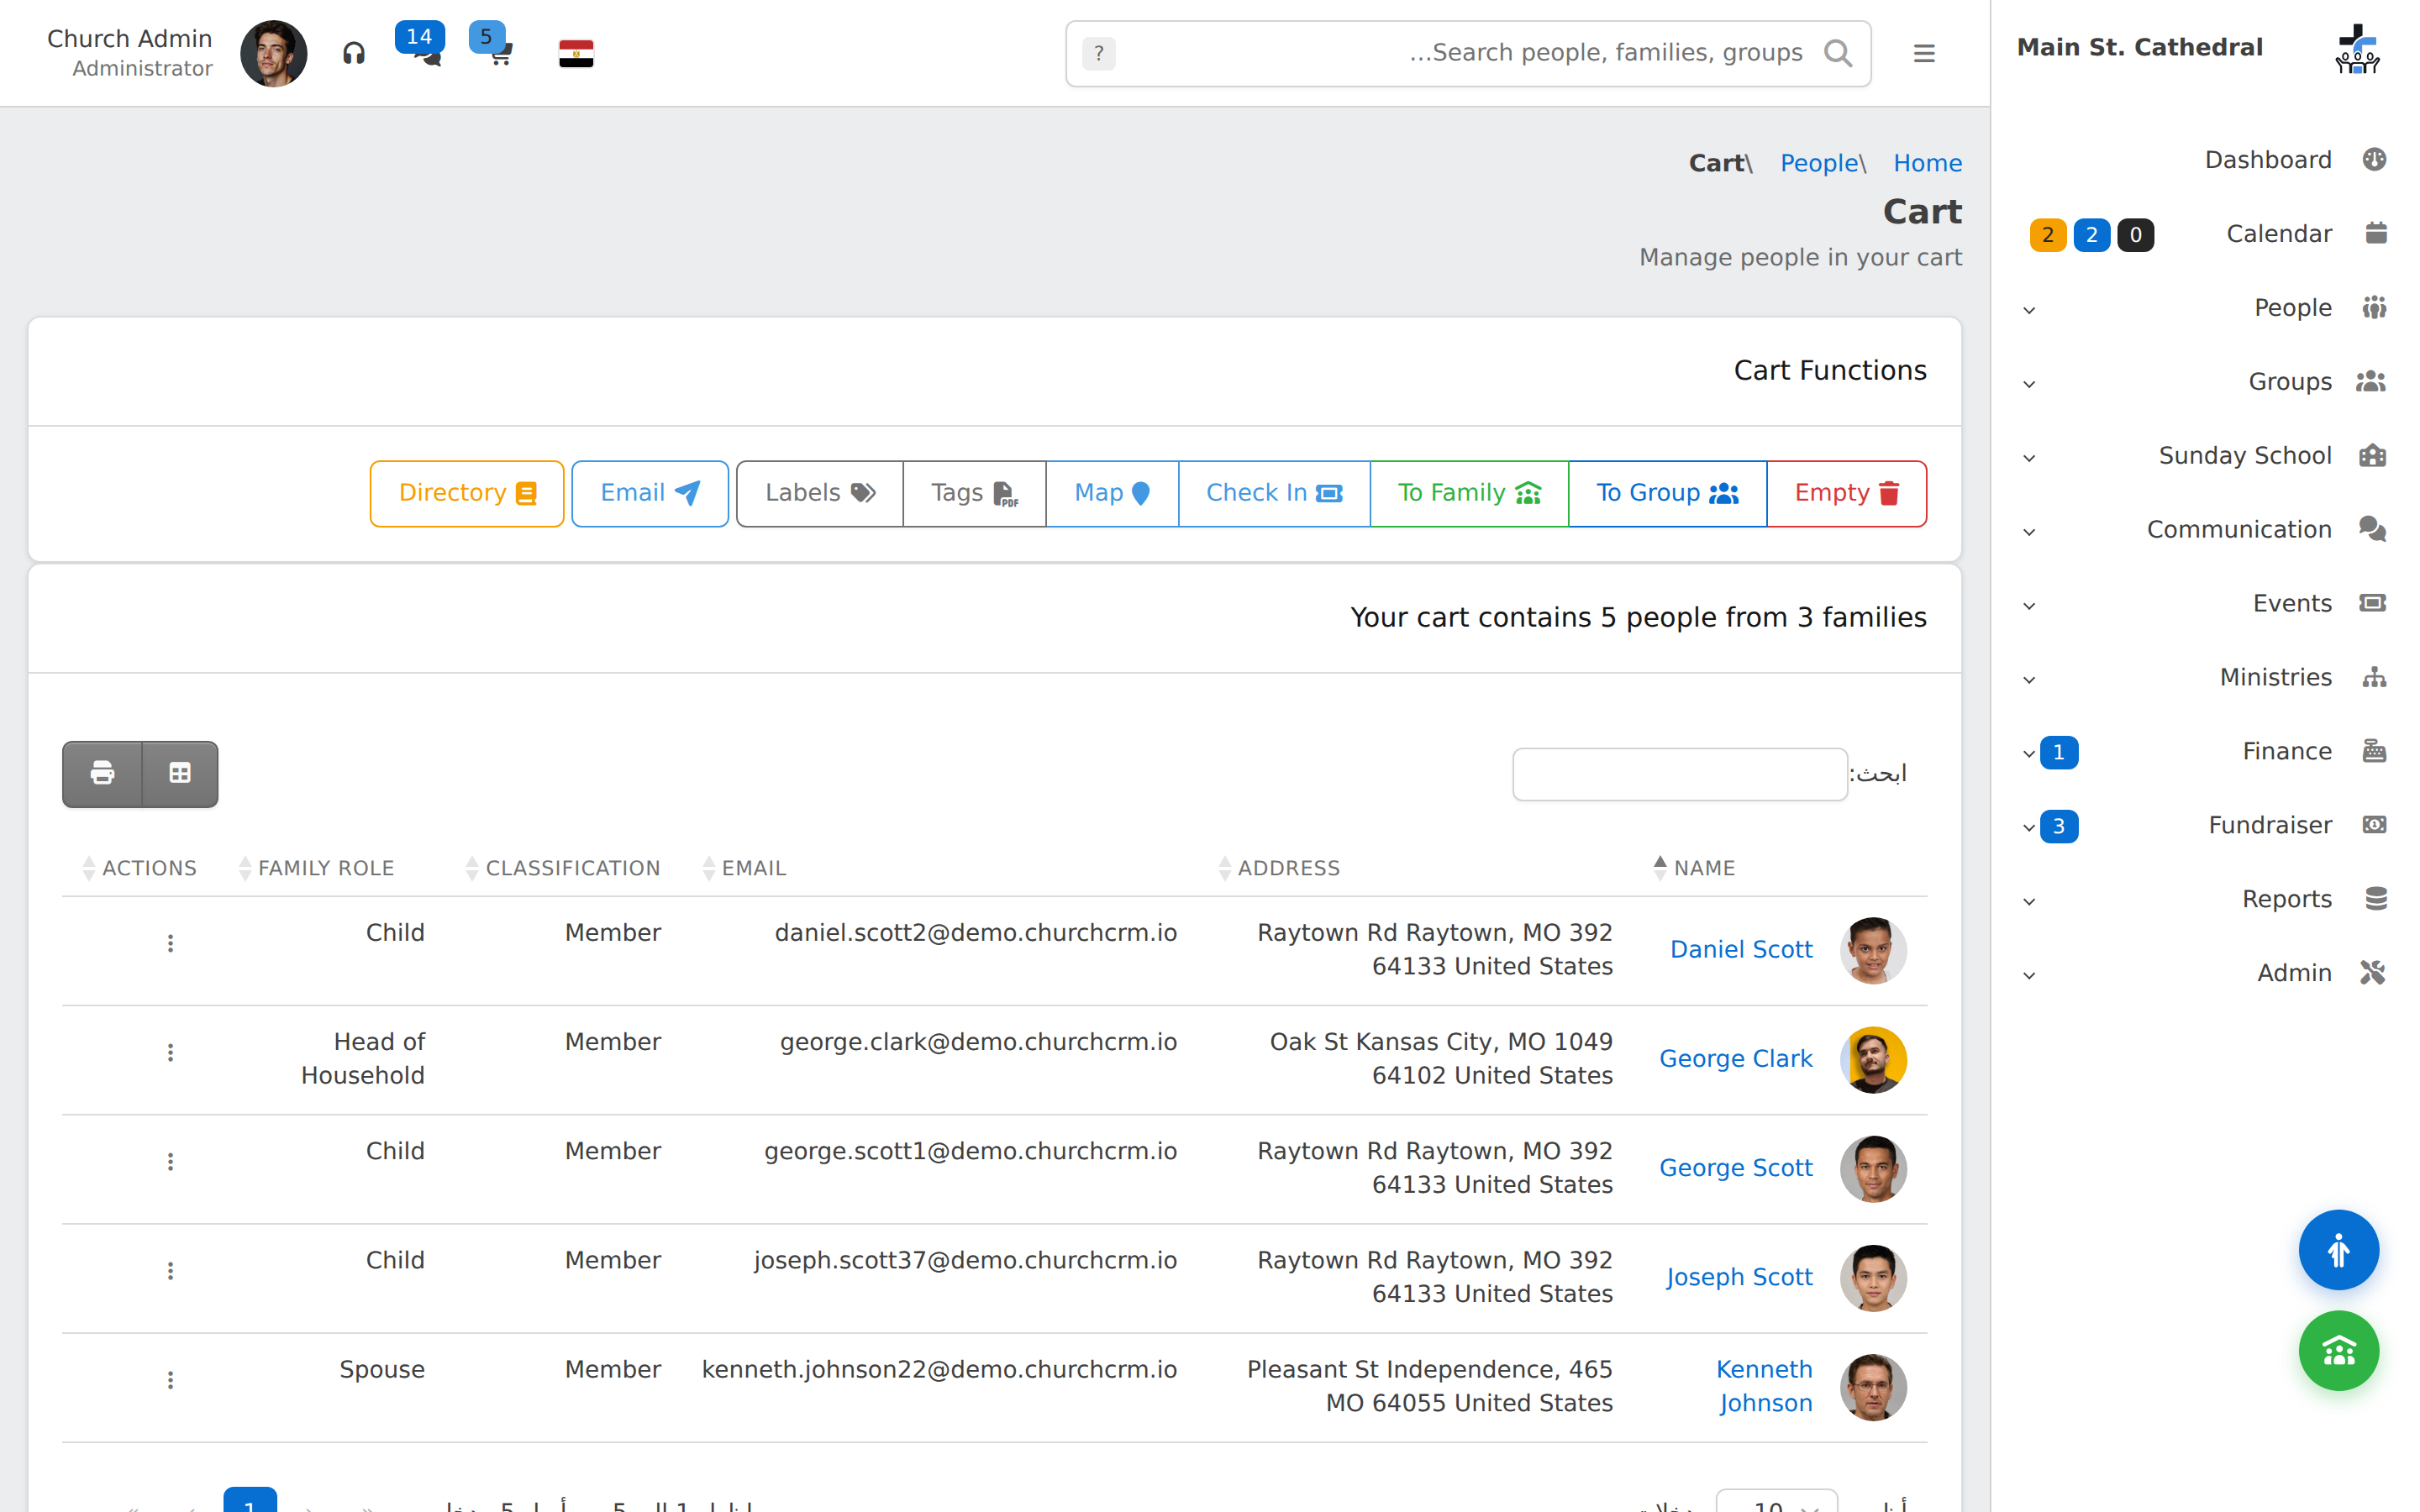 Main St. Cathedral
Dashboard
Calendar 0 2 2
People
Groups
Sunday School
Communication
Events
Ministries
Finance 1
Fundraiser 3
Reports
Admin
Search people, families, groups...
?
5
14
Church Admin
Administrator
Home \ People \ Cart
Cart
Manage people in your cart
Cart Functions
Empty To Group To Family Check In Map Tags Labels Email Directory
Your cart contains 5 people from 3 families
ابحث:
NAME ADDRESS EMAIL CLASSIFICATION FAMILY ROLE ACTIONS
Daniel Scott
Raytown Rd Raytown, MO 392
64133 United States
daniel.scott2@demo.churchcrm.io
Member
Child
George Clark
Oak St Kansas City, MO 1049
64102 United States
george.clark@demo.churchcrm.io
Member
Head of
Household
George Scott
Raytown Rd Raytown, MO 392
64133 United States
george.scott1@demo.churchcrm.io
Member
Child
Joseph Scott
Raytown Rd Raytown, MO 392
64133 United States
joseph.scott37@demo.churchcrm.io
Member
Child
Kenneth
Johnson
Pleasant St Independence, 465
MO 64055 United States
kenneth.johnson22@demo.churchcrm.io
Member
Spouse
10
1